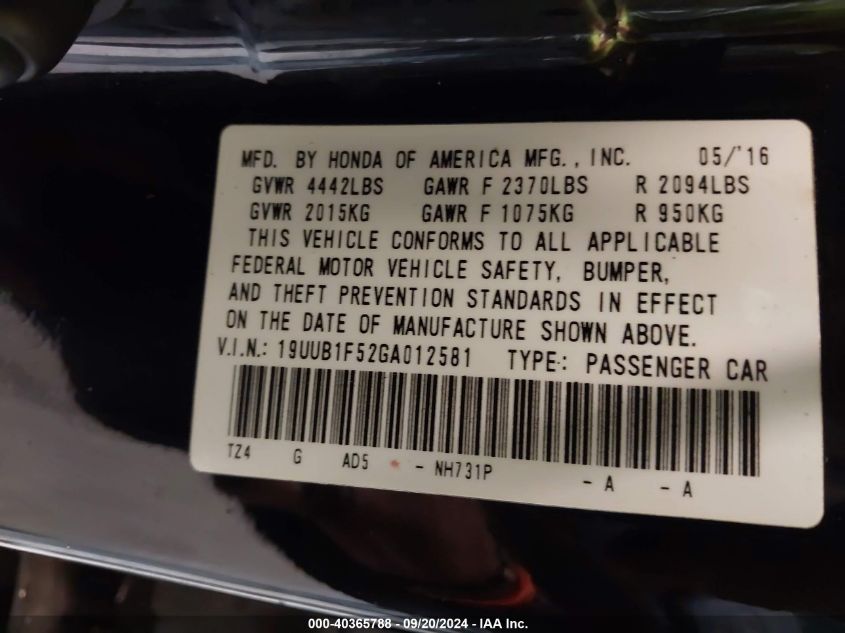 MFD. BY HONDA OF AMERICA MFG., INC. 05/'16
GVWR 4442LBS GAWR F 2370LBS R 2094LBS
GVWR 2015KG GAWR F 1075KG R 950KG
THIS VEHICLE CONFORMS TO ALL APPLICABLE
FEDERAL MOTOR VEHICLE SAFETY, BUMPER,
AND THEFT PREVENTION STANDARDS IN EFFECT
ON THE DATE OF MANUFACTURE SHOWN ABOVE.
V.I.N.: 19UUB1F52GA012581 TYPE: PASSENGER CAR
TZ4 G AD5 * - NH731P - A - A
000-40365788 - 09/20/2024 - IAA Inc.